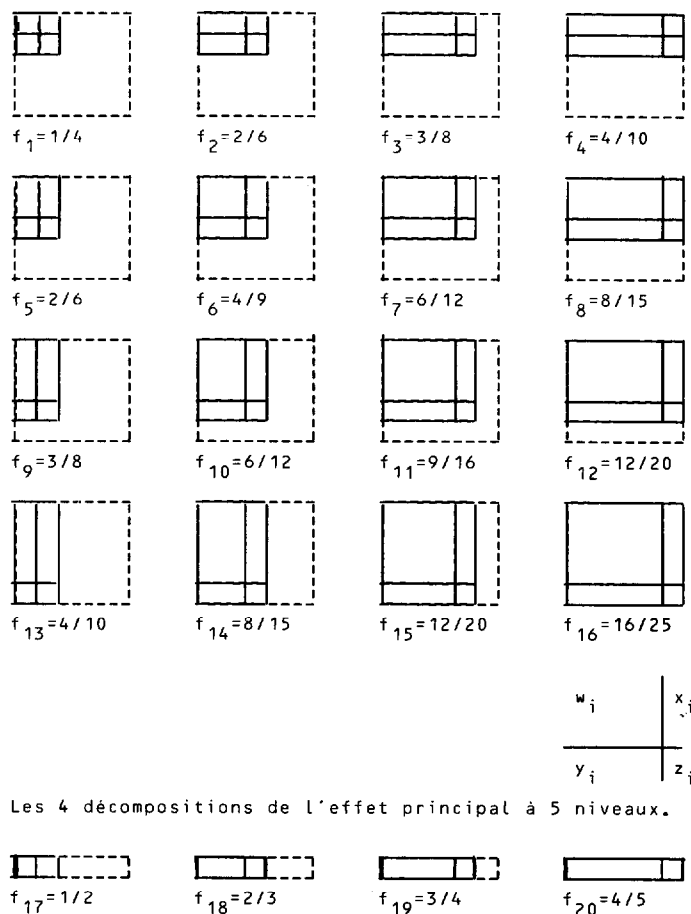 f₁=1/4 f₂=2/6 f₃=3/8 f₄=4/10
f₅=2/6 f₆=4/9 f₇=6/12 f₈=8/15
f₉=3/8 f₁₀=6/12 f₁₁=9/16 f₁₂=12/20
f₁₃=4/10 f₁₄=8/15 f₁₅=12/20 f₁₆=16/25
wᵢ xᵢ
yᵢ zᵢ
Les 4 décompositions de l'effet principal à 5 niveaux.
f₁₇=1/2 f₁₈=2/3 f₁₉=3/4 f₂₀=4/5